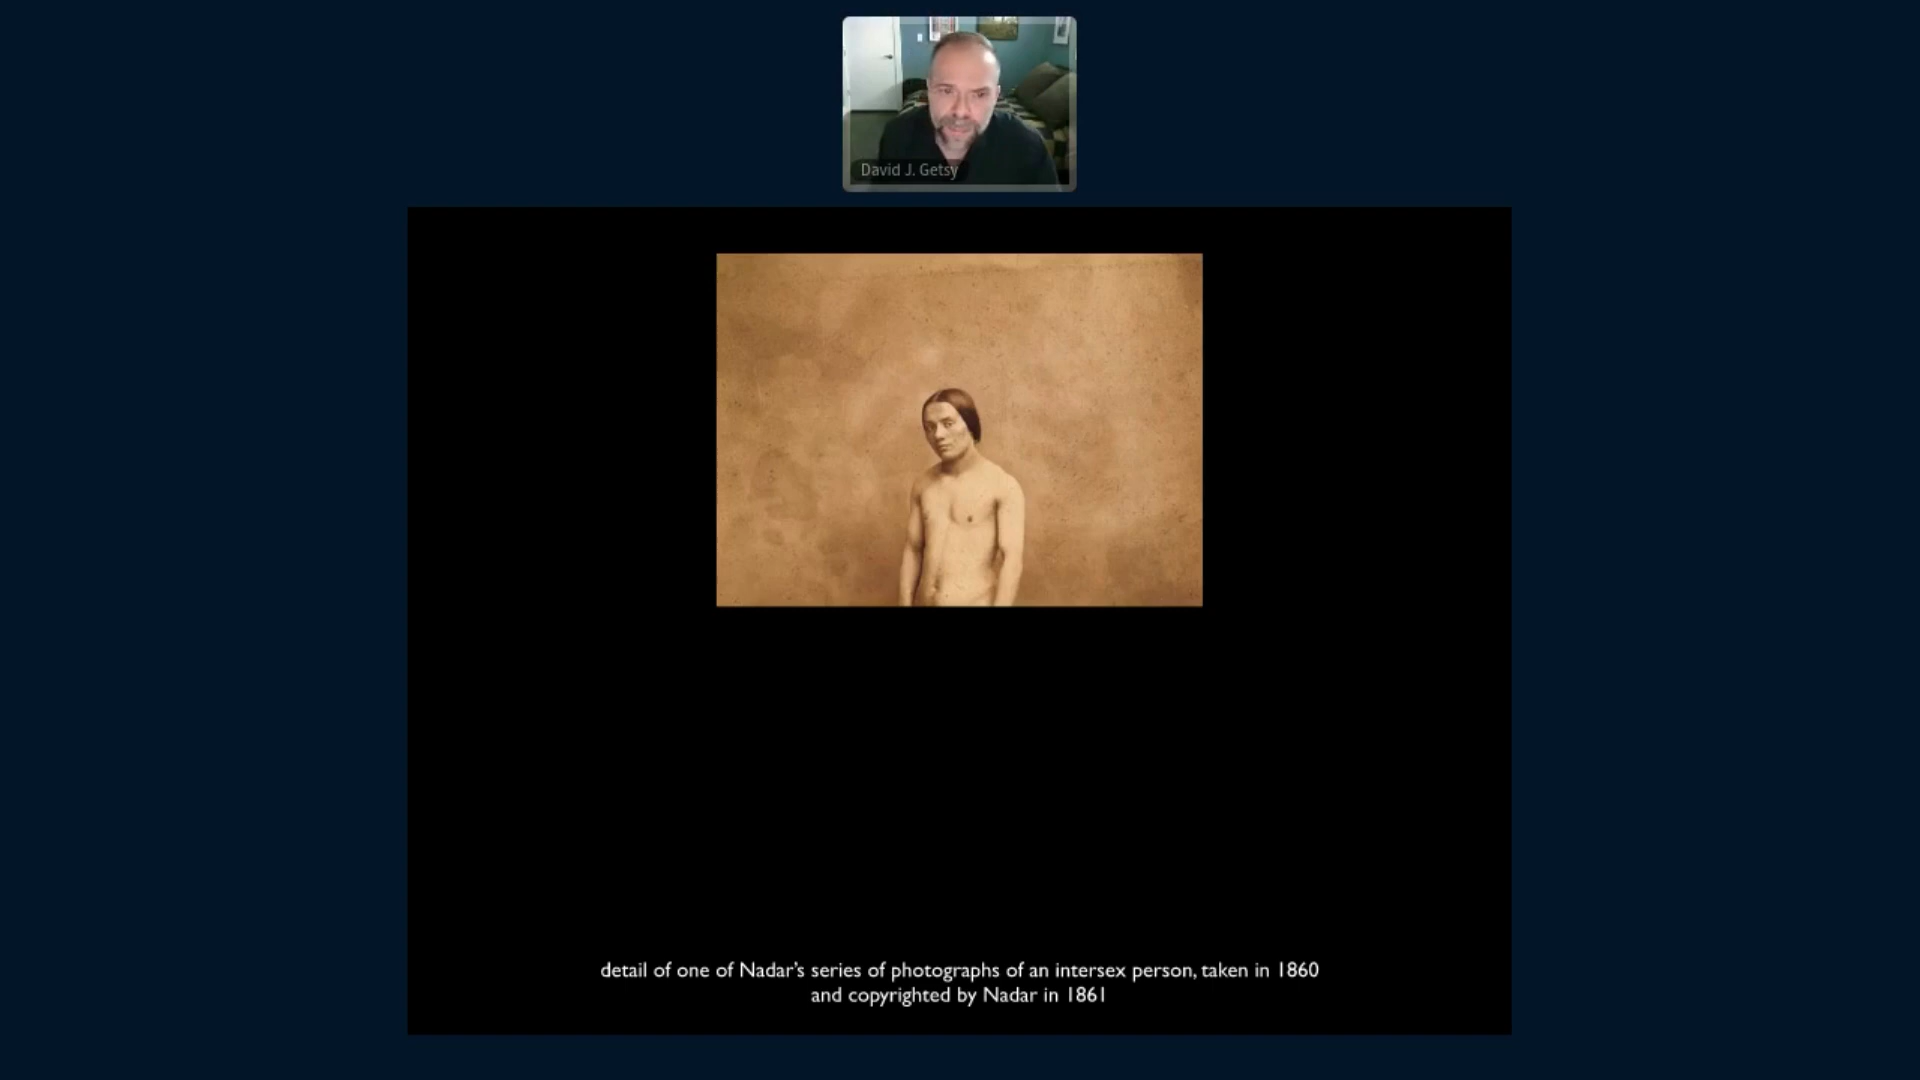 David J. Getsy
detail of one of Nadar’s series of photographs of an intersex person, taken in 1860
and copyrighted by Nadar in 1861